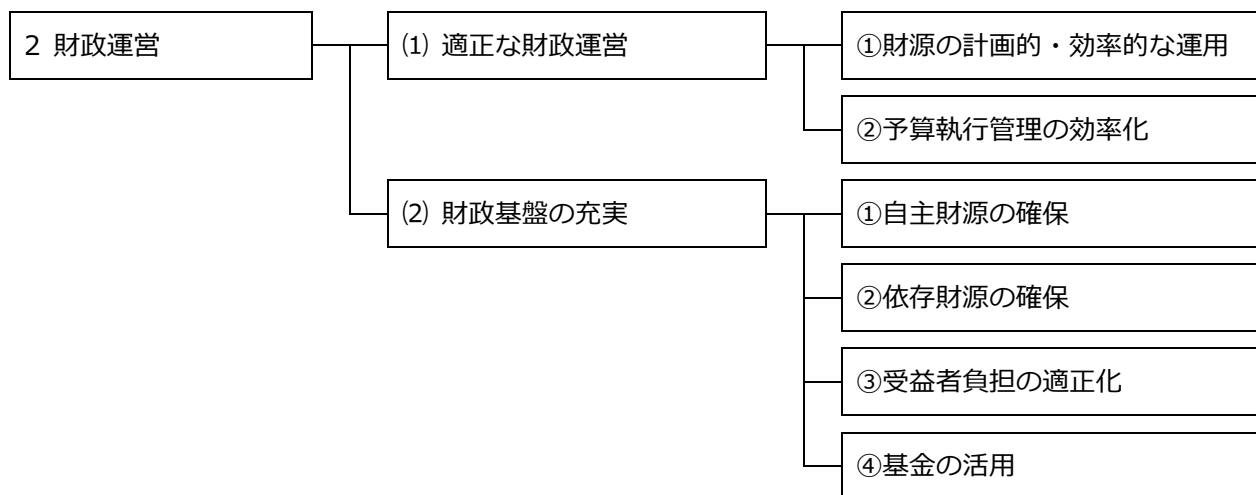 2 財政運営
⑴ 適正な財政運営
①財源の計画的・効率的な運用
②予算執行管理の効率化
⑵ 財政基盤の充実
①自主財源の確保
②依存財源の確保
③受益者負担の適正化
④基金の活用